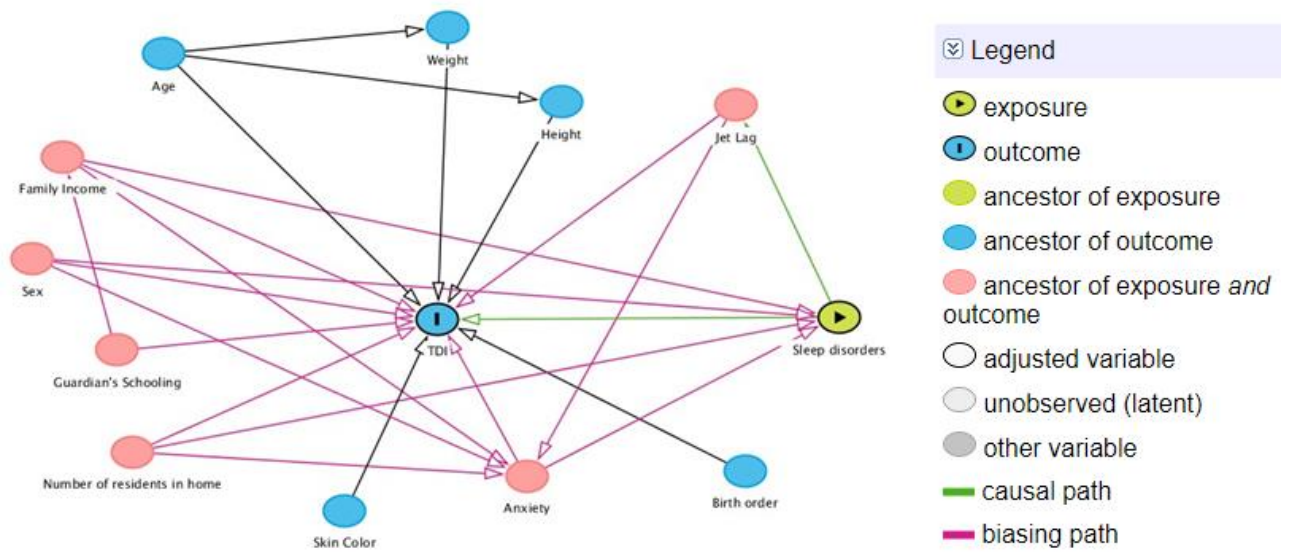 Weight
Age
Height
Jet Lag
Family Income
Sex
TDI
Sleep disorders
Guardian's Schooling
Number of residents in home
Anxiety
Birth order
Skin Color
Legend
exposure
outcome
ancestor of exposure
ancestor of outcome
ancestor of exposure and
outcome
adjusted variable
unobserved (latent)
other variable
causal path
biasing path